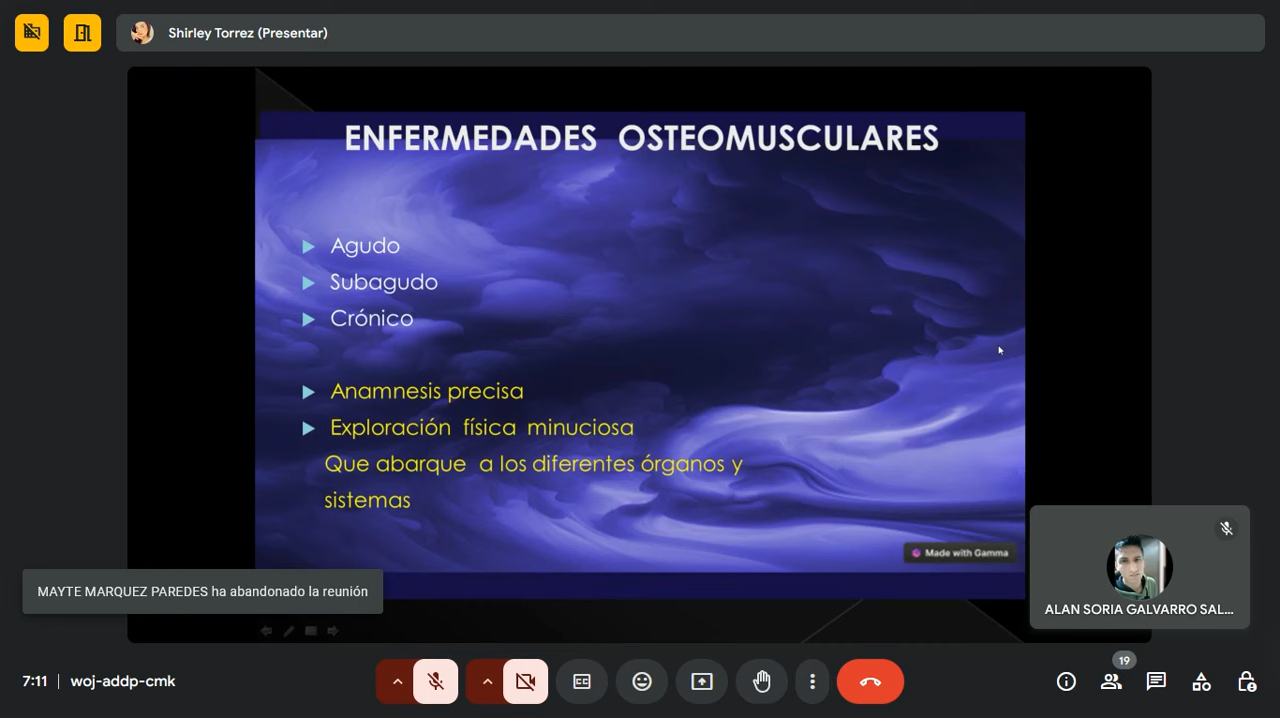 Shirley Torrez (Presentar)
ENFERMEDADES OSTEOMUSCULARES
Agudo
Subagudo
Crónico
Anamnesis precisa
Exploración física minuciosa
Que abarque a los diferentes órganos y
sistemas
Made with Gamma
MAYTE MARQUEZ PAREDES ha abandonado la reunión
ALAN SORIA GALVARRO SAL...
7:11
woj-addp-cmk
CC
19